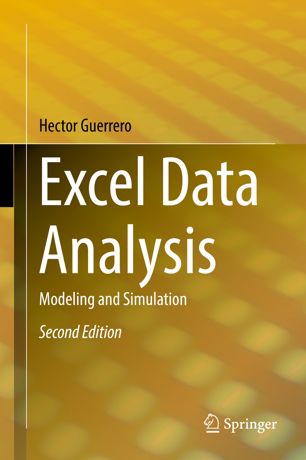 Hector Guerrero
Excel Data
Analysis
Modeling and Simulation
Second Edition
Springer